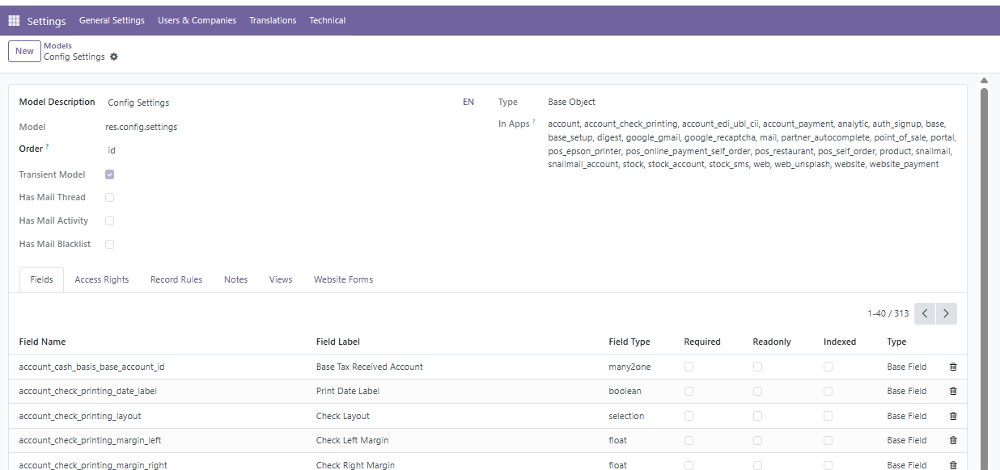 Settings General Settings Users & Companies Translations Technical
New Models
Config Settings
Model Description Config Settings EN Type Base Object
Model res.config.settings In Apps ? account, account_check_printing, account_edi_ubl_cii, account_payment, analytic, auth_signup, base,
base_setup, digest, google_gmail, google_recaptcha, mail, partner_autocomplete, point_of_sale, portal,
Order ? id pos_epson_printer, pos_online_payment_self_order, pos_restaurant, pos_self_order, product, snailmail,
snailmail_account, stock, stock_account, stock_sms, web, web_unsplash, website, website_payment
Transient Model
Has Mail Thread
Has Mail Activity
Has Mail Blacklist
Fields Access Rights Record Rules Notes Views Website Forms
1-40 / 313
Field Name Field Label Field Type Required Readonly Indexed Type
account_cash_basis_base_account_id Base Tax Received Account many2one Base Field
account_check_printing_date_label Print Date Label boolean Base Field
account_check_printing_layout Check Layout selection Base Field
account_check_printing_margin_left Check Left Margin float Base Field
account_check_printing_margin_right Check Right Margin float Base Field